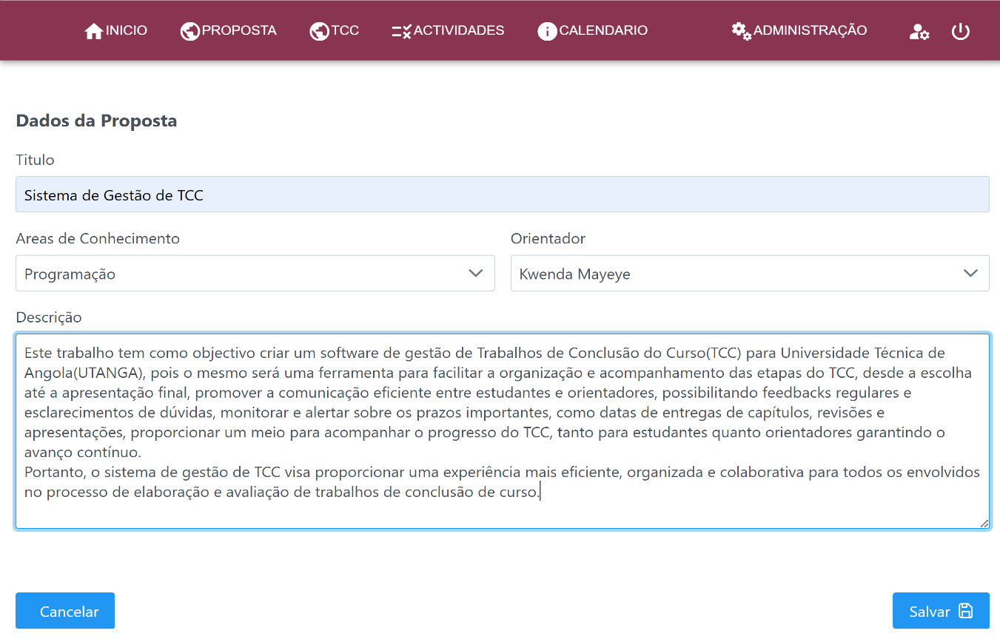 INICIO PROPOSTA TCC ACTIVIDADES CALENDARIO ADMINISTRAÇÃO
Dados da Proposta
Titulo
Sistema de Gestão de TCC
Areas de Conhecimento Orientador
Programação Kwenda Mayeye
Descrição
Este trabalho tem como objectivo criar um software de gestão de Trabalhos de Conclusão do Curso(TCC) para Universidade Técnica de
Angola(UTANGA), pois o mesmo será uma ferramenta para facilitar a organização e acompanhamento das etapas do TCC, desde a escolha
até a apresentação final, promover a comunicação eficiente entre estudantes e orientadores, possibilitando feedbacks regulares e
esclarecimentos de dúvidas, monitorar e alertar sobre os prazos importantes, como datas de entregas de capítulos, revisões e
apresentações, proporcionar um meio para acompanhar o progresso do TCC, tanto para estudantes quanto orientadores garantindo o
avanço contínuo.
Portanto, o sistema de gestão de TCC visa proporcionar uma experiência mais eficiente, organizada e colaborativa para todos os envolvidos
no processo de elaboração e avaliação de trabalhos de conclusão de curso.
Cancelar Salvar